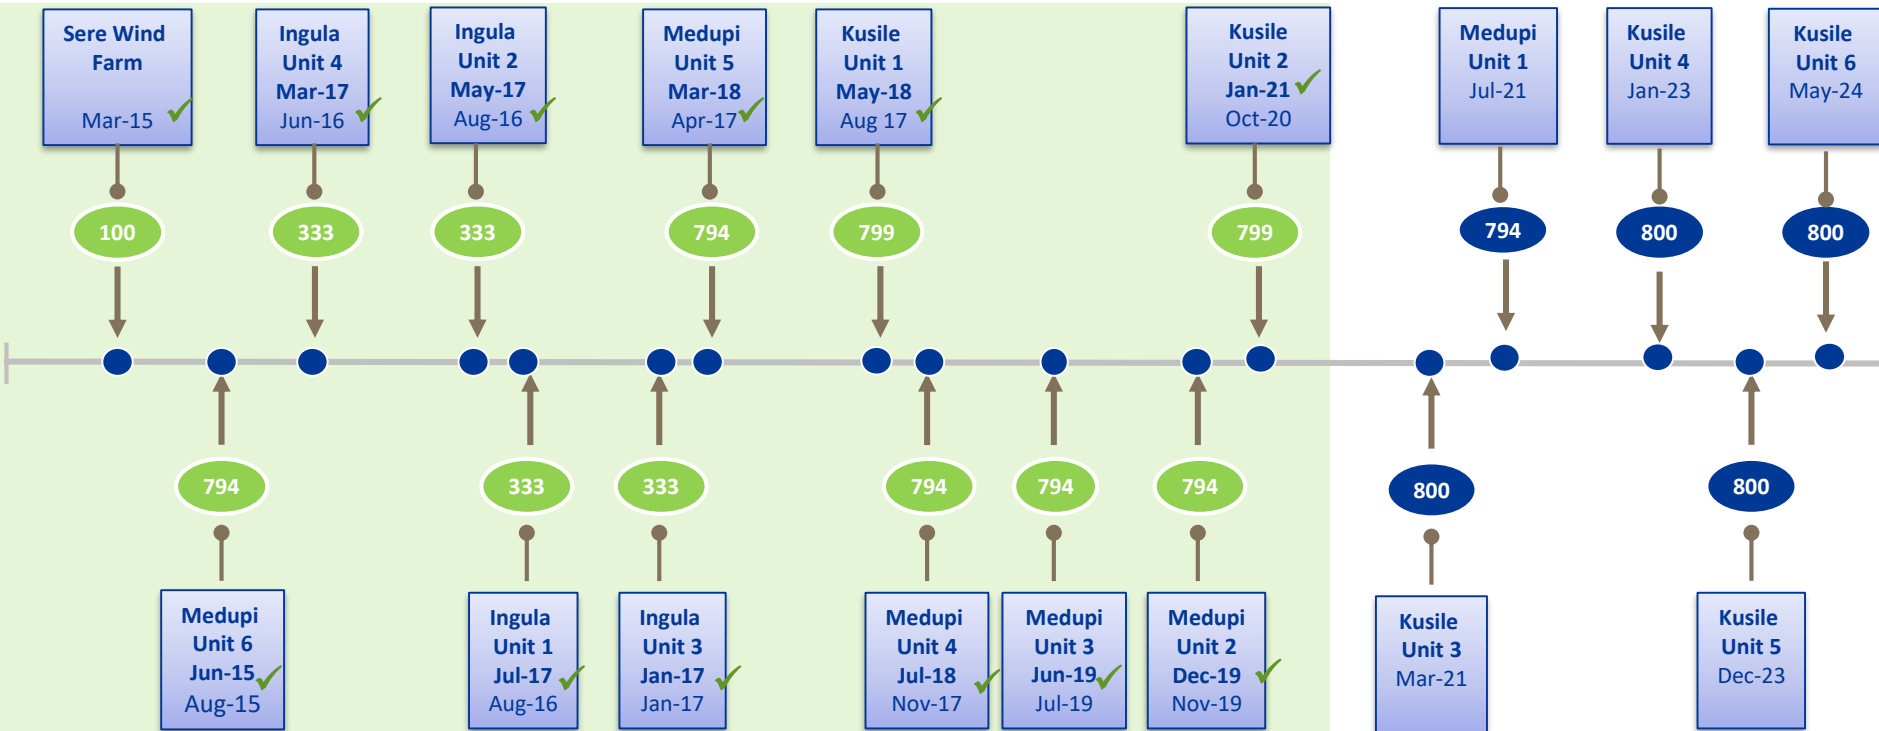 Sere Wind
Farm
Mar-15
Ingula
Unit 4
Mar-17
Jun-16
Ingula
Unit 2
May-17
Aug-16
Medupi
Unit 5
Mar-18
Apr-17
Kusile
Unit 1
May-18
Aug 17
Kusile
Unit 2
Jan-21
Oct-20
Medupi
Unit 1
Jul-21
Kusile
Unit 4
Jan-23
Kusile
Unit 6
May-24
100
333
333
794
799
799
794
800
800
794
333
333
794
794
794
800
800
Medupi
Unit 6
Jun-15
Aug-15
Ingula
Unit 1
Jul-17
Aug-16
Ingula
Unit 3
Jan-17
Jan-17
Medupi
Unit 4
Jul-18
Nov-17
Medupi
Unit 3
Jun-19
Jul-19
Medupi
Unit 2
Dec-19
Nov-19
Kusile
Unit 3
Mar-21
Kusile
Unit 5
Dec-23